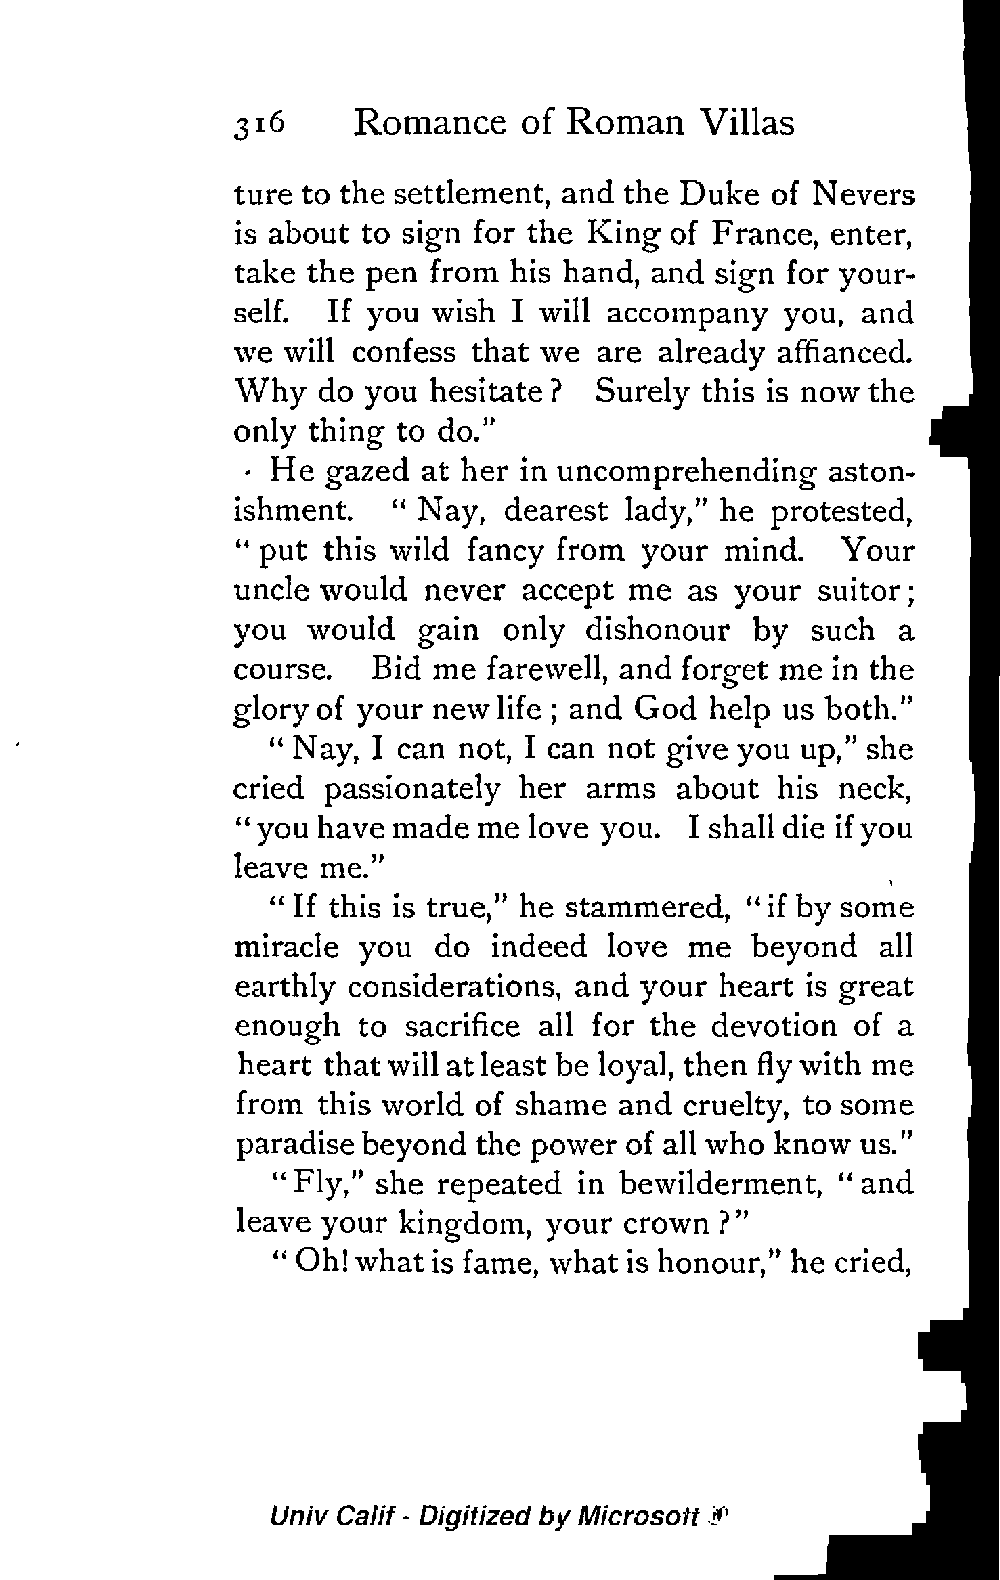 316 Romance of Roman Villas
ture to the settlement, and the Duke of Nevers
is about to sign for the King of France, enter,
take the pen from his hand, and sign for your-
self. If you wish I will accompany you, and
we will confess that we are already affianced.
Why do you hesitate? Surely this is now the
only thing to do."
He gazed at her in uncomprehending aston-
ishment. "Nay, dearest lady," he protested,
"put this wild fancy from your mind. Your
uncle would never accept me as your suitor;
you would gain only dishonour by such a
course. Bid me farewell, and forget me in the
glory of your new life; and God help us both."
"Nay, I can not, I can not give you up," she
cried passionately her arms about his neck,
"you have made me love you. I shall die if you
leave me."
"If this is true," he stammered, "if by some
miracle you do indeed love me beyond all
earthly considerations, and your heart is great
enough to sacrifice all for the devotion of a
heart that will at least be loyal, then fly with me
from this world of shame and cruelty, to some
paradise beyond the power of all who know us."
"Fly," she repeated in bewilderment, "and
leave your kingdom, your crown?"
"Oh! what is fame, what is honour," he cried,
Univ Calif - Digitized by Microsoft ®